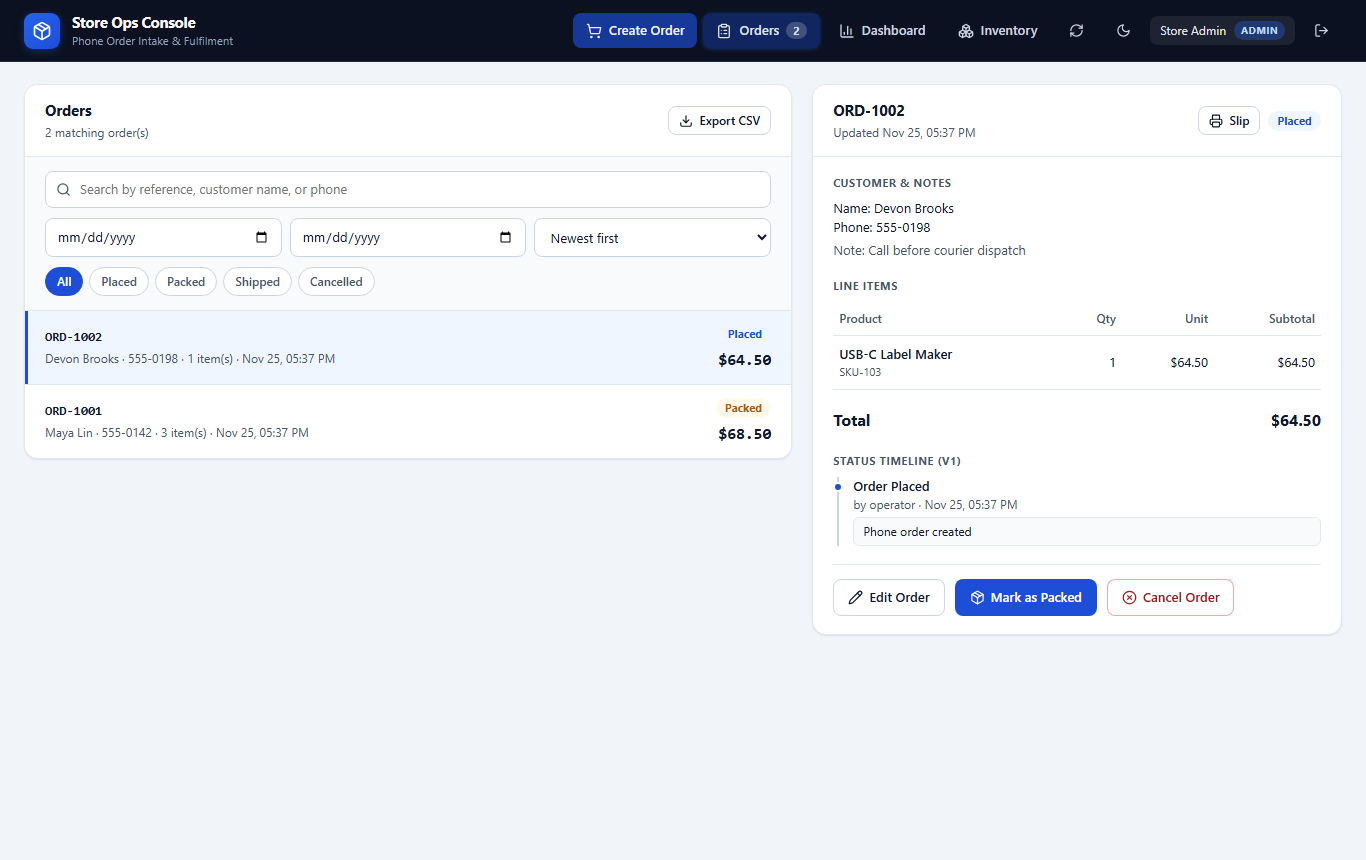 Store Ops Console
Phone Order Intake & Fulfilment
Create Order
Orders 2
Dashboard
Inventory
Store Admin ADMIN
Orders
2 matching order(s)
Export CSV
Search by reference, customer name, or phone
mm/dd/yyyy
mm/dd/yyyy
Newest first
All
Placed
Packed
Shipped
Cancelled
ORD-1002
Placed
Devon Brooks · 555-0198 · 1 item(s) · Nov 25, 05:37 PM
$64.50
ORD-1001
Packed
Maya Lin · 555-0142 · 3 item(s) · Nov 25, 05:37 PM
$68.50
ORD-1002
Updated Nov 25, 05:37 PM
Slip
Placed
CUSTOMER & NOTES
Name: Devon Brooks
Phone: 555-0198
Note: Call before courier dispatch
LINE ITEMS
Product Qty Unit Subtotal
USB-C Label Maker 1 $64.50 $64.50
SKU-103
Total $64.50
STATUS TIMELINE (V1)
Order Placed
by operator · Nov 25, 05:37 PM
Phone order created
Edit Order
Mark as Packed
Cancel Order